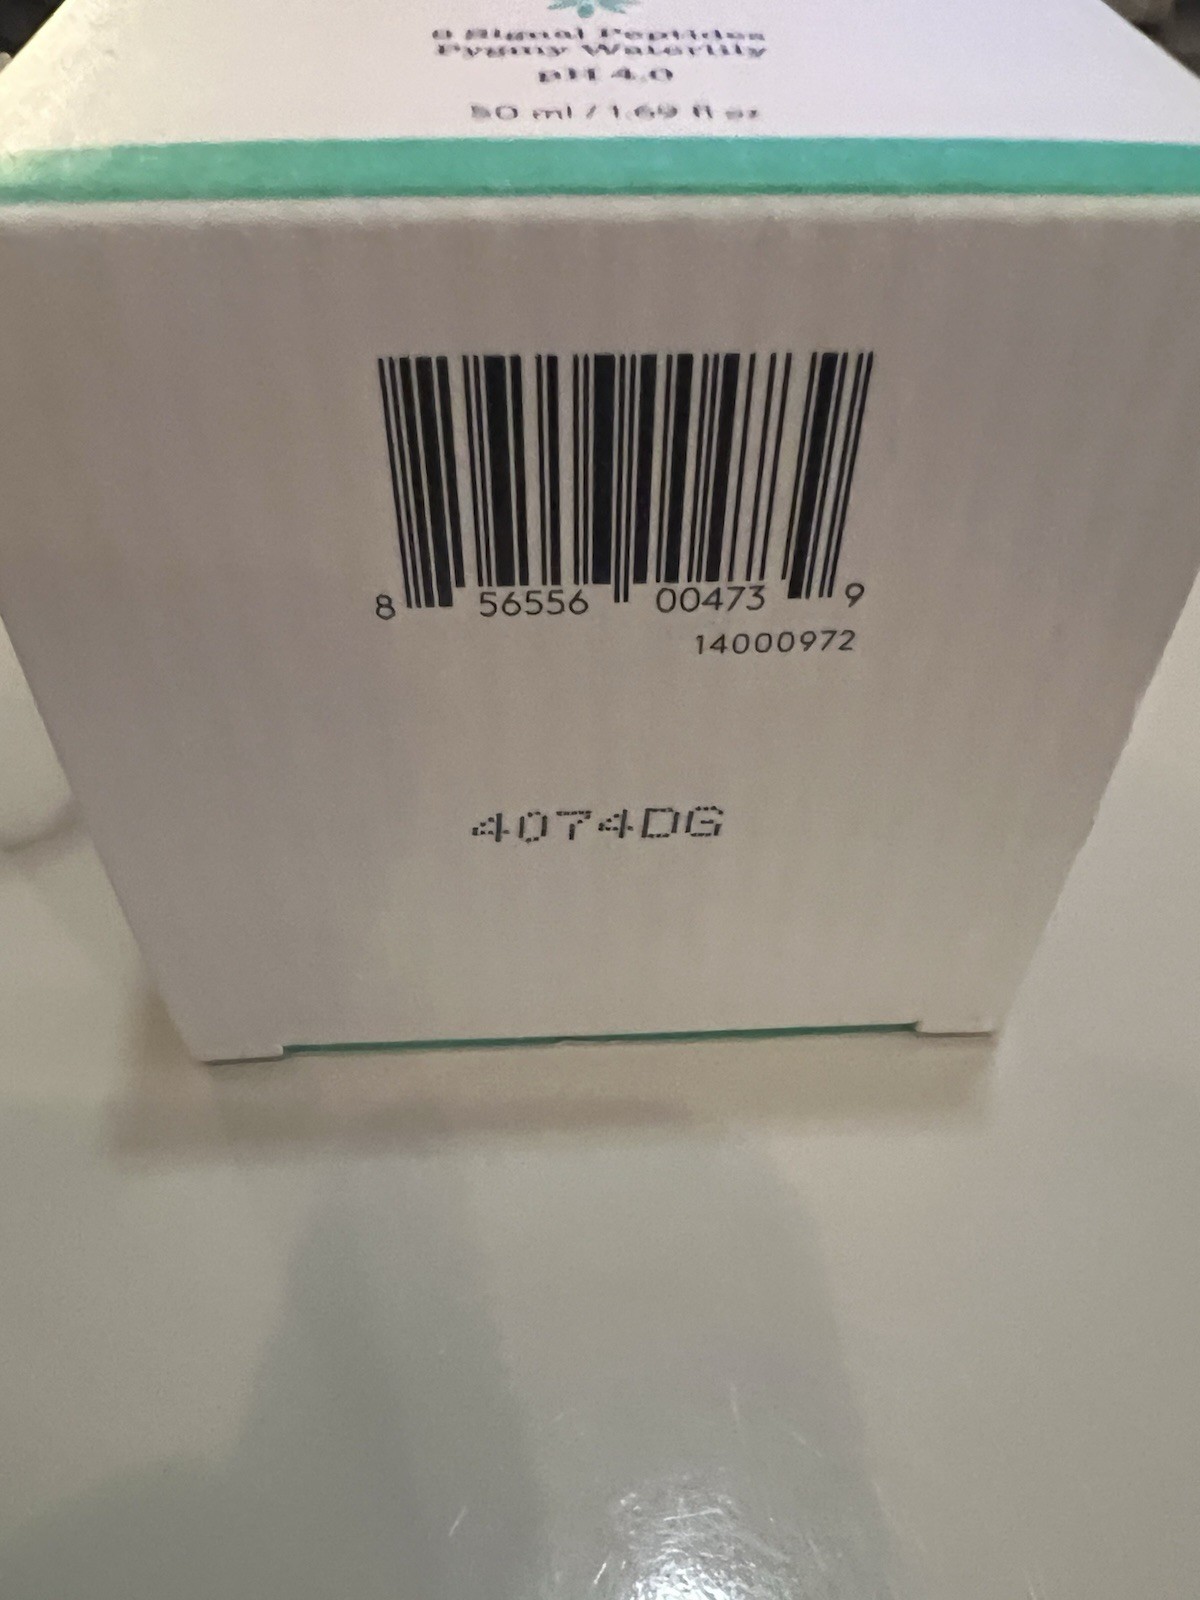 9 Signal Peptides
Pygmy Waterlily
pH 4.0
50 ml / 1.69 fl oz
8 56556 00473 9
14000972
4074DG